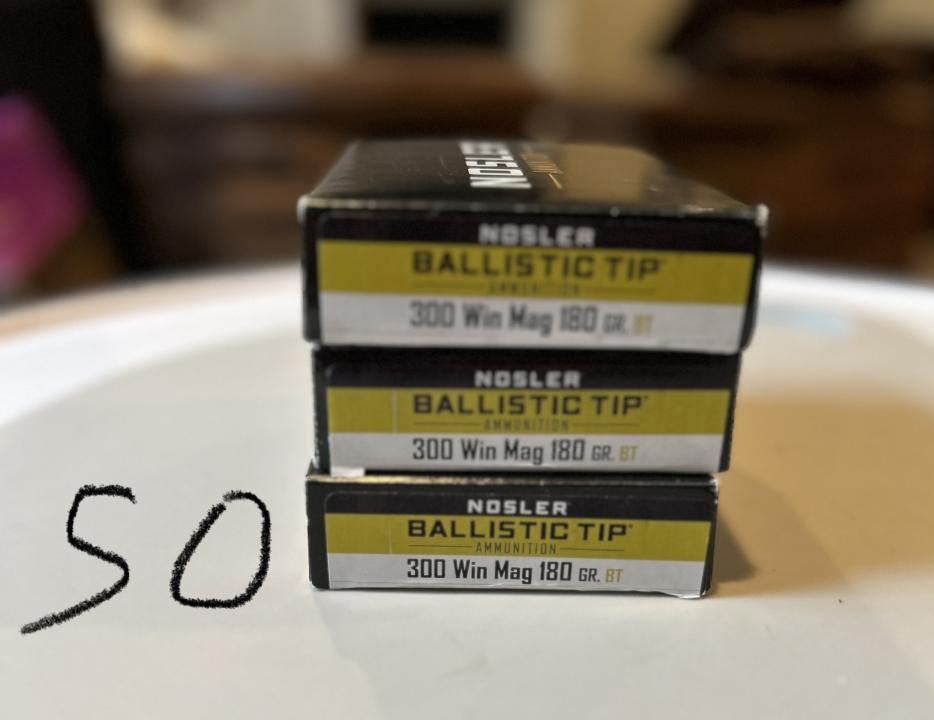 NOSLER
NOSLER
BALLISTIC TIP
AMMUNITION
300 Win Mag 180 GR. BT
NOSLER
BALLISTIC TIP
AMMUNITION
300 Win Mag 180 GR. BT
NOSLER
BALLISTIC TIP
AMMUNITION
300 Win Mag 180 GR. BT
50